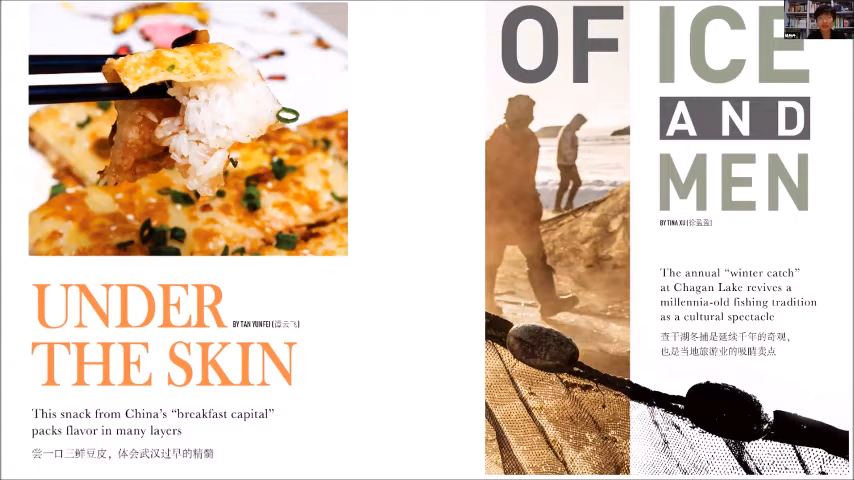 UNDER
BY TAN YUNFEI (谭云飞)
THE SKIN
This snack from China's “breakfast capital”
packs flavor in many layers
尝一口三鲜豆皮，体会武汉过早的精髓
OF ICE
AND
MEN
BY TINA XU (徐盈盈)
The annual “winter catch”
at Chagan Lake revives a
millennia-old fishing tradition
as a cultural spectacle
查干湖冬捕是延续千年的奇观，
也是当地旅游业的吸睛卖点